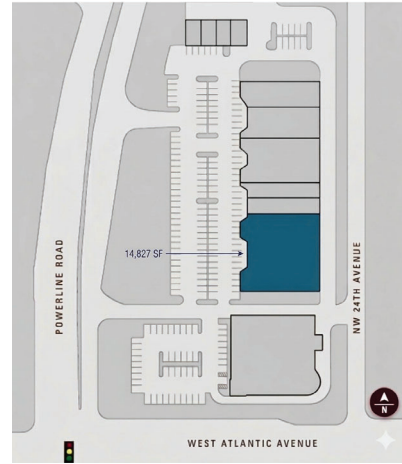 14,827 SF
POWERLINE ROAD
NW 24TH AVENUE
N
WEST ATLANTIC AVENUE